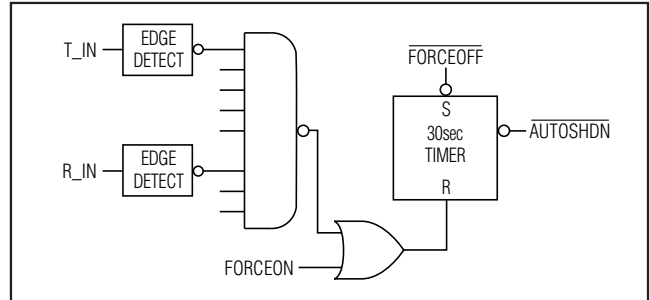 T_IN
EDGE
DETECT
R_IN
EDGE
DETECT
FORCEON
FORCEOFF
S
30sec
TIMER
R
AUTOSHDN